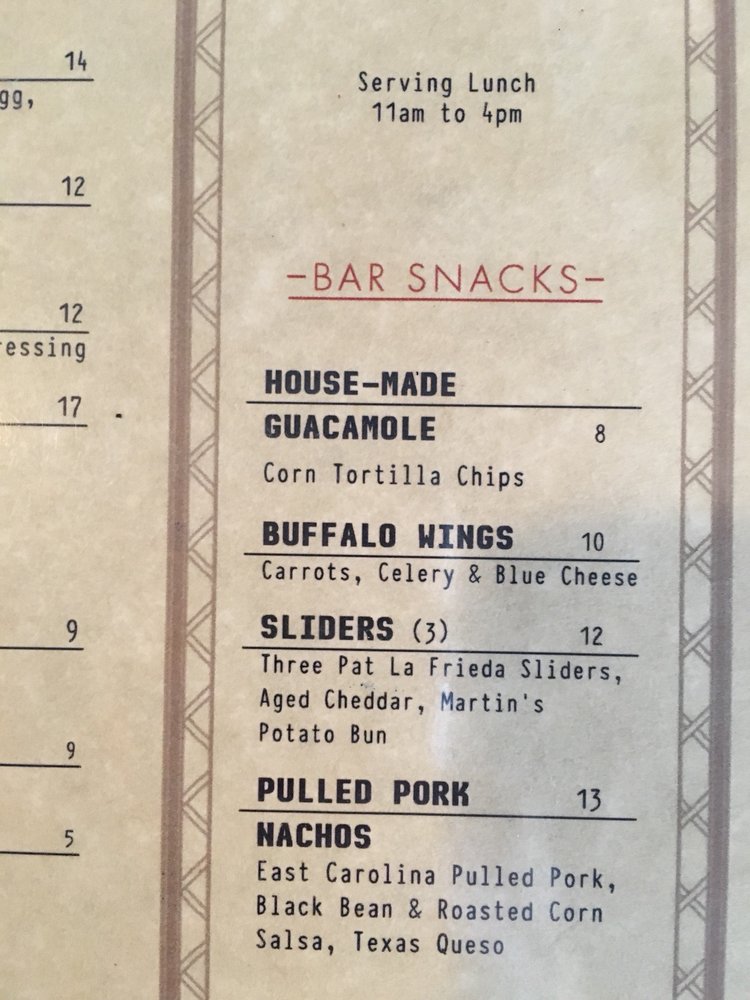 14
gg,
12
12
essing
17
9
9
5
Serving Lunch
11am to 4pm
-BAR SNACKS-
HOUSE-MADE
GUACAMOLE 8
Corn Tortilla Chips
BUFFALO WINGS 10
Carrots, Celery & Blue Cheese
SLIDERS (3) 12
Three Pat La Frieda Sliders,
Aged Cheddar, Martin's
Potato Bun
PULLED PORK 13
NACHOS
East Carolina Pulled Pork,
Black Bean & Roasted Corn
Salsa, Texas Queso